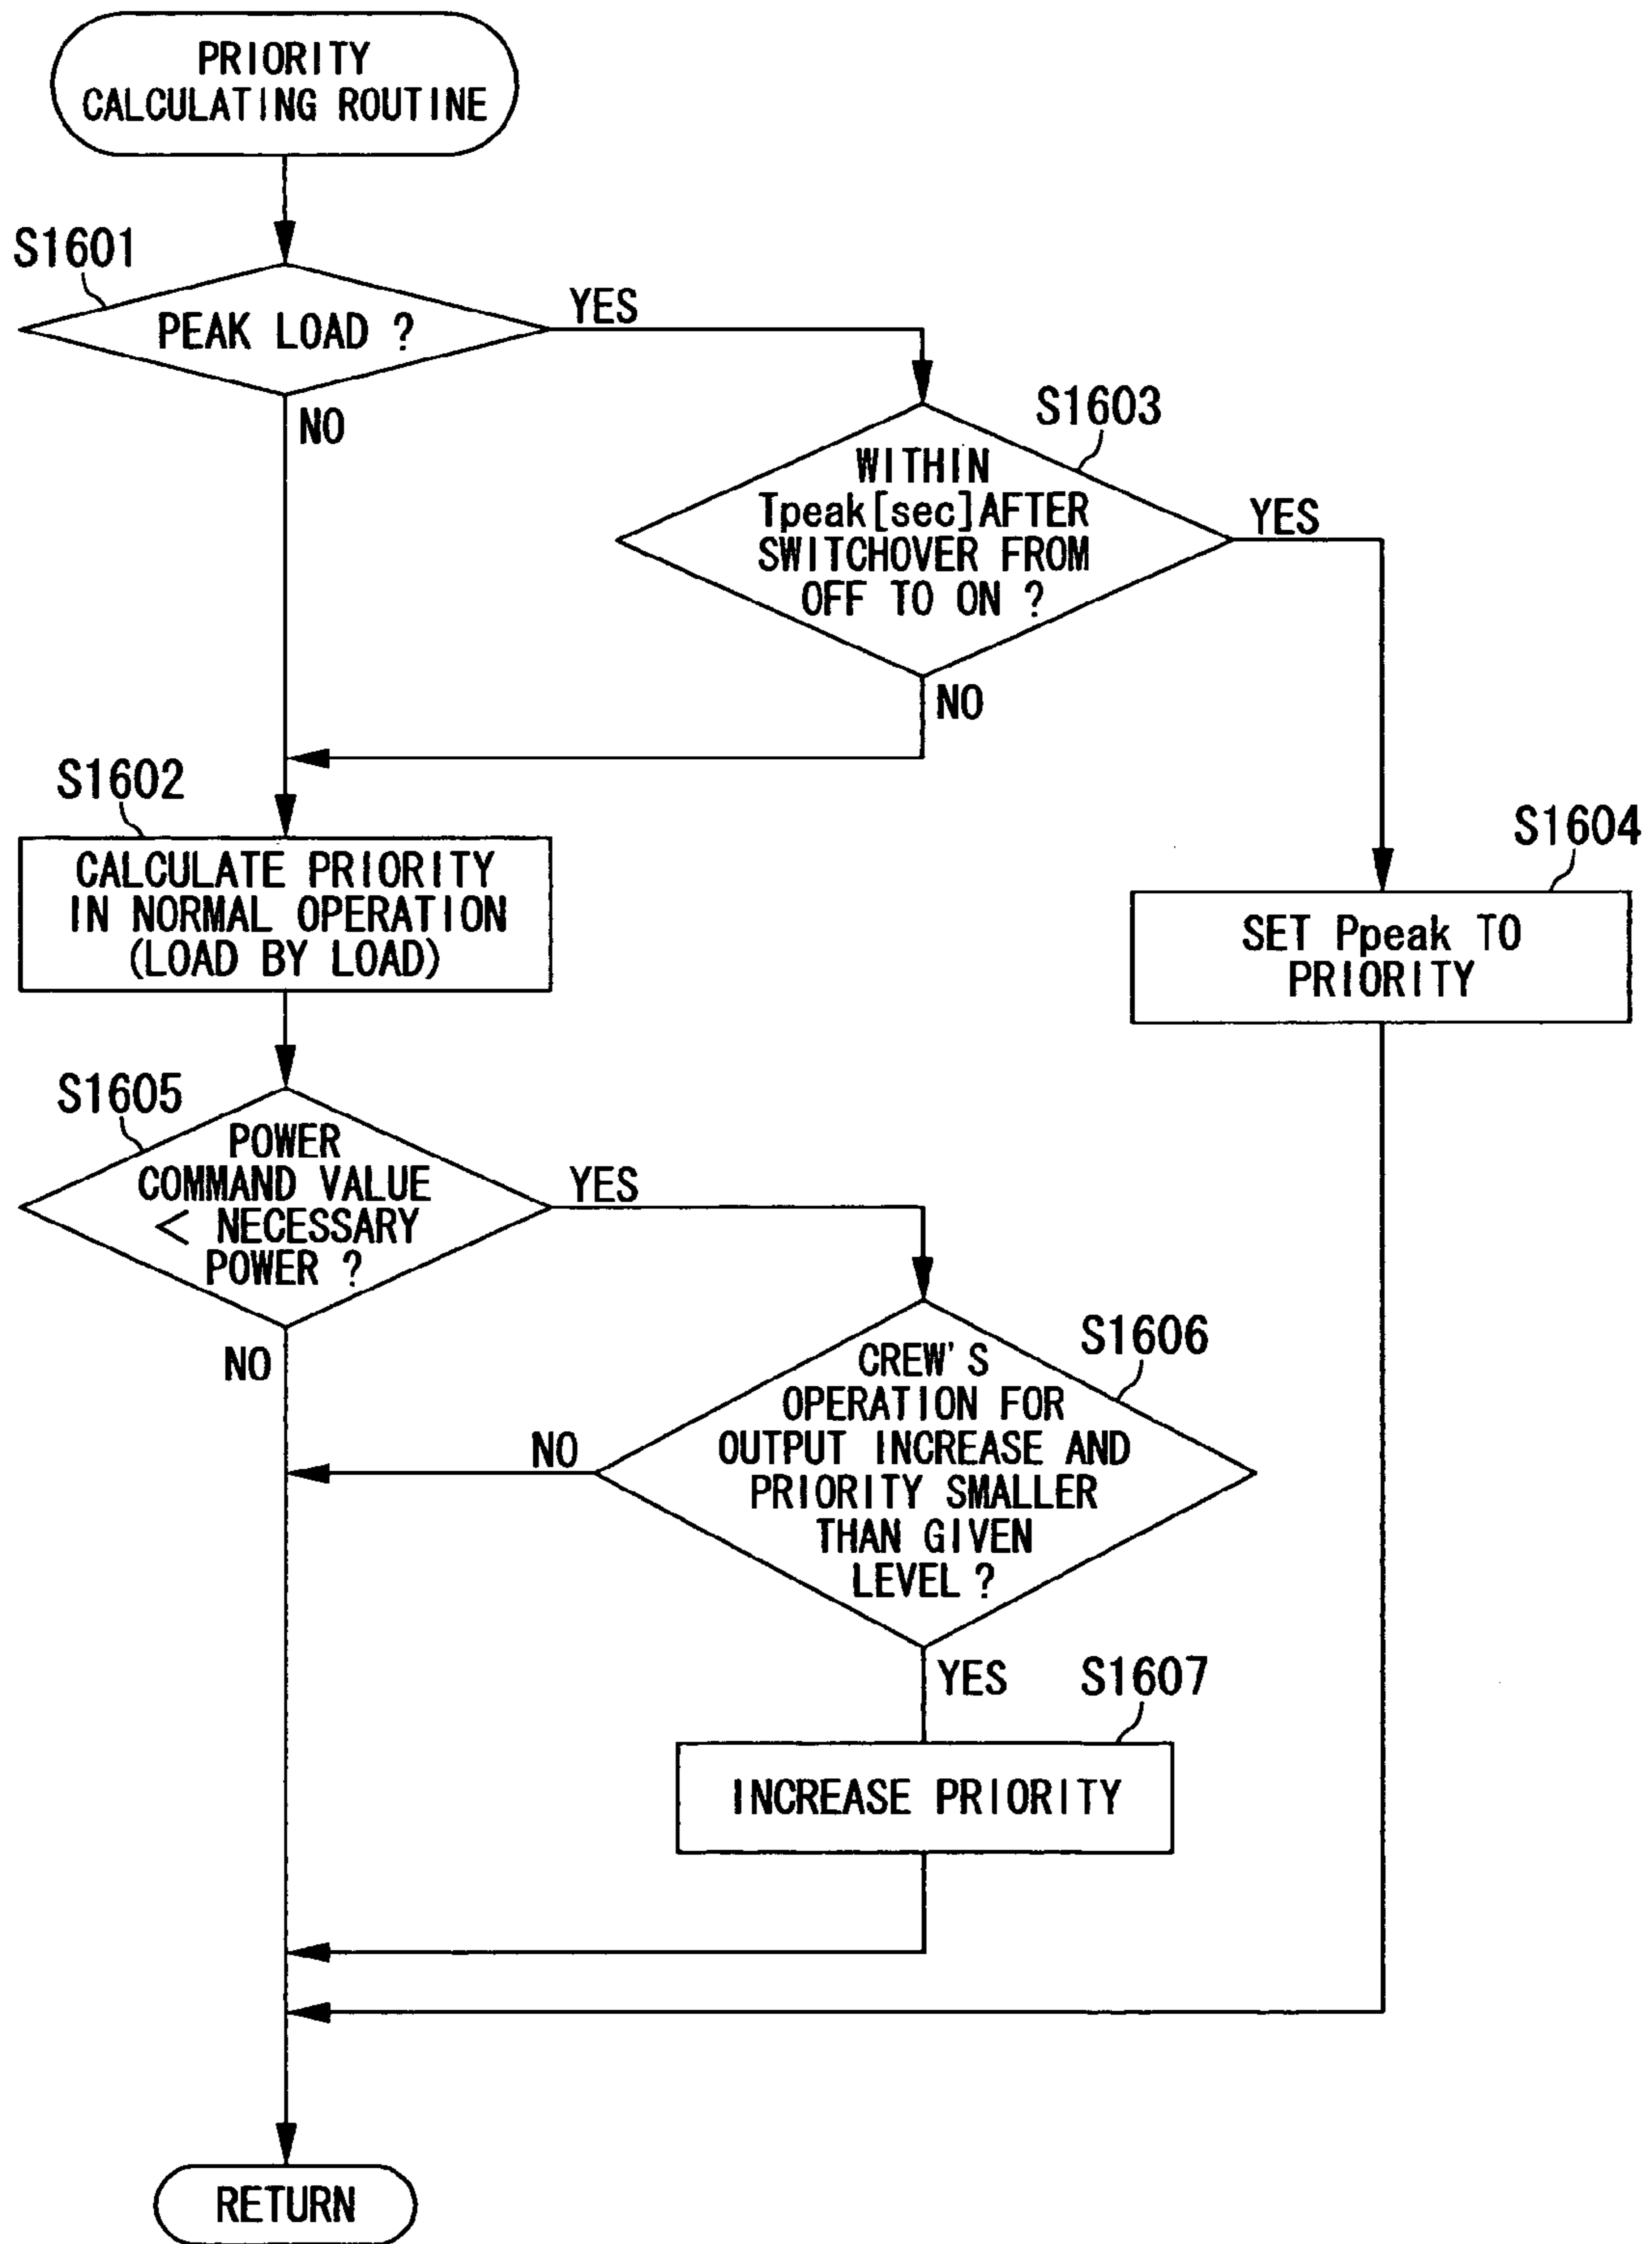 PRIORITY
CALCULATING ROUTINE
S1601
PEAK LOAD ?
YES
NO
S1603
WITHIN
Tpeak[sec]AFTER
SWITCHOVER FROM
OFF TO ON ?
YES
NO
S1602
CALCULATE PRIORITY
IN NORMAL OPERATION
(LOAD BY LOAD)
S1604
SET Ppeak TO
PRIORITY
S1605
POWER
COMMAND VALUE
< NECESSARY
POWER ?
YES
NO
S1606
CREW'S
OPERATION FOR
OUTPUT INCREASE AND
PRIORITY SMALLER
THAN GIVEN
LEVEL ?
NO
YES
S1607
INCREASE PRIORITY
RETURN